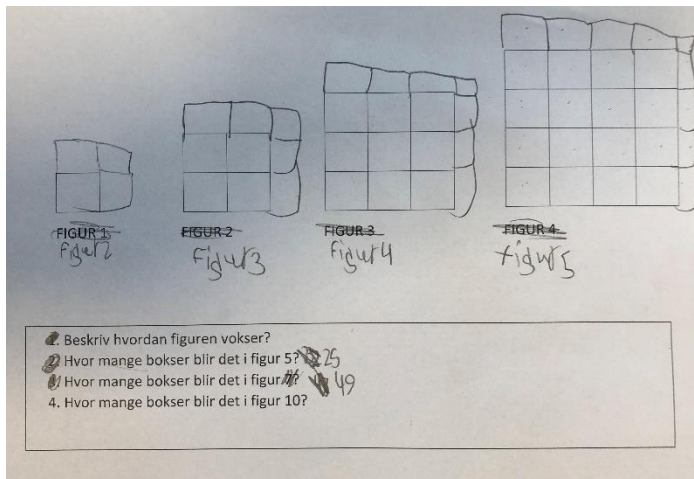 FIGUR 1 FIGUR 2 FIGUR 3 FIGUR 4
figur2 Figur3 Figur4 figur5
1. Beskriv hvordan figuren vokser?
2. Hvor mange bokser blir det i figur 5? 25
3. Hvor mange bokser blir det i figur 7? 49
4. Hvor mange bokser blir det i figur 10?